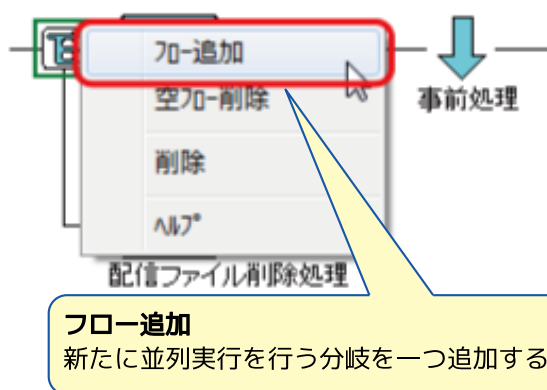 ﾌﾛｰ追加
空ﾌﾛｰ削除
削除
ﾍﾙﾌﾟ
事前処理
配信ファイル削除処理
フロー追加
新たに並列実行を行う分岐を一つ追加する